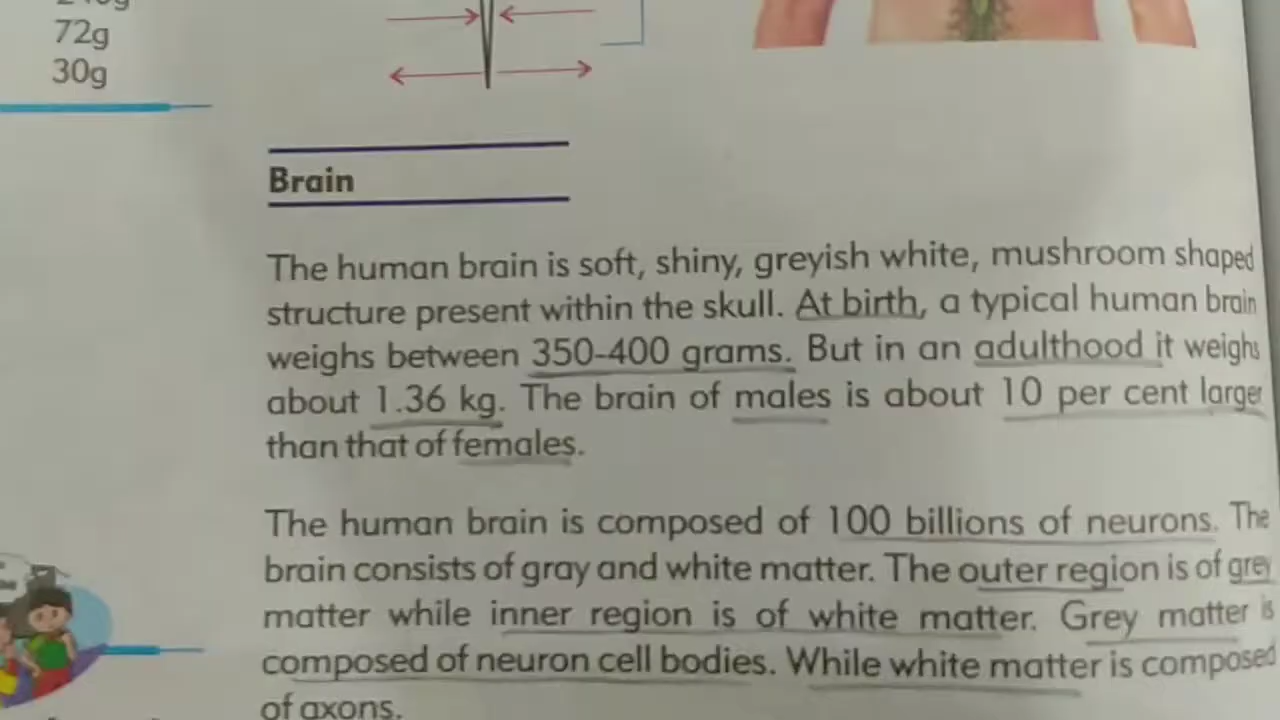 72g
30g
Brain
The human brain is soft, shiny, greyish white, mushroom shaped
structure present within the skull. At birth, a typical human brain
weighs between 350-400 grams. But in an adulthood it weighs
about 1.36 kg. The brain of males is about 10 per cent larger
than that of females.
The human brain is composed of 100 billions of neurons. The
brain consists of gray and white matter. The outer region is of grey
matter while inner region is of white matter. Grey matter is
composed of neuron cell bodies. While white matter is composed
of axons.